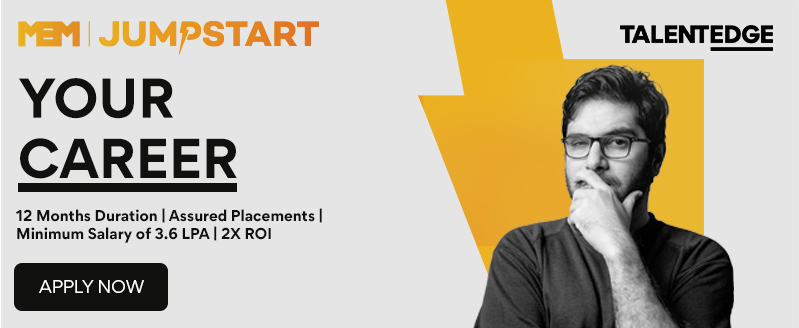 MBM | JUMPSTART
TALENTEDGE
YOUR
CAREER
12 Months Duration | Assured Placements |
Minimum Salary of 3.6 LPA | 2X ROI
APPLY NOW